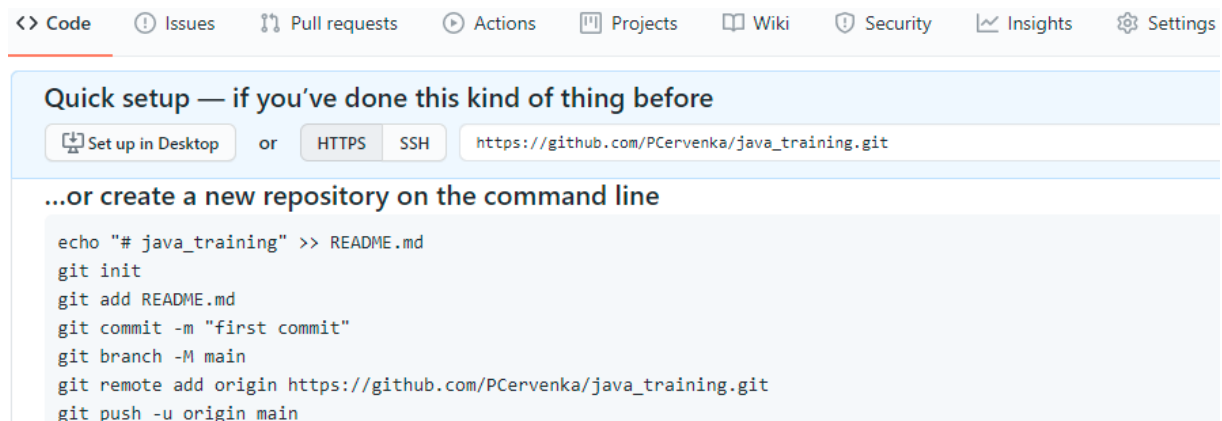 <> Code Issues Pull requests Actions Projects Wiki Security Insights Settings
Quick setup — if you’ve done this kind of thing before
Set up in Desktop or HTTPS SSH https://github.com/PCervenka/java_training.git
...or create a new repository on the command line
echo "# java_training" >> README.md
git init
git add README.md
git commit -m "first commit"
git branch -M main
git remote add origin https://github.com/PCervenka/java_training.git
git push -u origin main